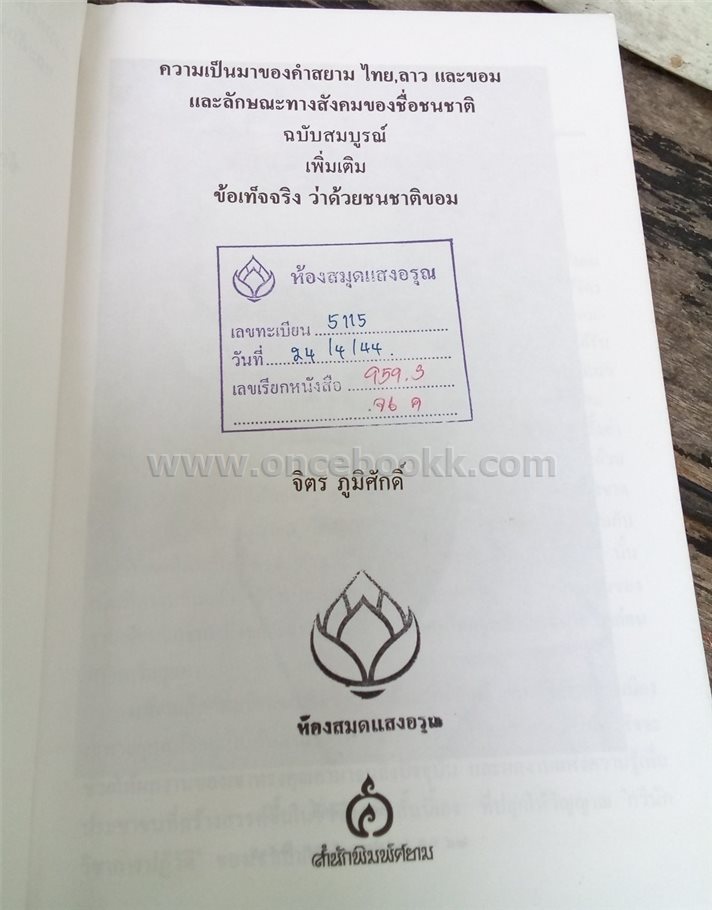 ความเป็นมาของคำสยาม ไทย,ลาว และขอม
และลักษณะทางสังคมของชื่อชนชาติ
ฉบับสมบูรณ์
เพิ่มเติม
ข้อเท็จจริง ว่าด้วยชนชาติขอม
ห้องสมุดแสงอรุณ
เลขทะเบียน 5115
วันที่ 24/4/44.
เลขเรียกหนังสือ 959.3
จ6 ค
www.oncebookk.com
จิตร ภูมิศักดิ์
ห้องสมุดแสงอรุณ
สำนักพิมพ์ศยาม